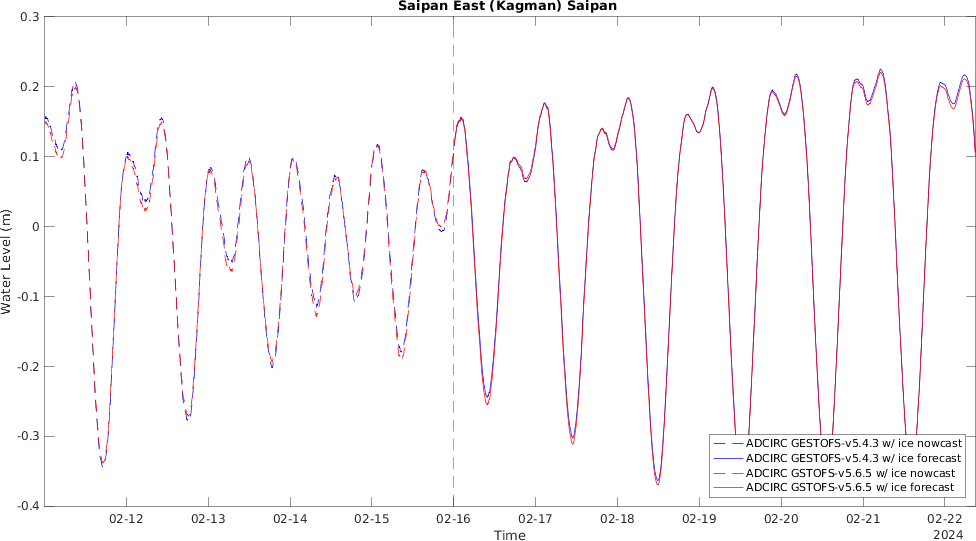 Saipan East (Kagman) Saipan
0.3
0.2
0.1
0
-0.1
-0.2
-0.3
-0.4
Water Level (m)
ADCIRC GESTOFS-v5.4.3 w/ ice nowcast
ADCIRC GESTOFS-v5.4.3 w/ ice forecast
ADCIRC GSTOFS-v5.6.5 w/ ice nowcast
ADCIRC GSTOFS-v5.6.5 w/ ice forecast
02-12 02-13 02-14 02-15 02-16 02-17 02-18 02-19 02-20 02-21 02-22
Time
2024